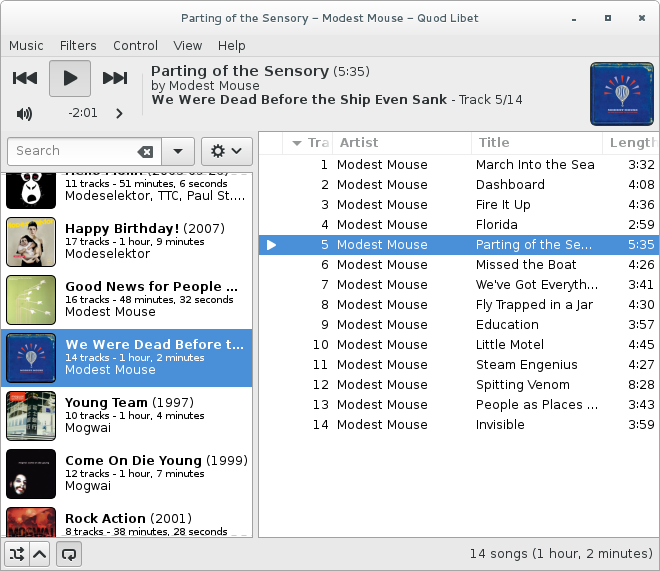 Parting of the Sensory – Modest Mouse – Quod Libet
Music Filters Control View Help
Parting of the Sensory (5:35)
by Modest Mouse
We Were Dead Before the Ship Even Sank - Track 5/14
-2:01
Search
11 tracks - 51 minutes, 6 seconds
Modeselektor, TTC, Paul St....
Happy Birthday! (2007)
17 tracks - 1 hour, 9 minutes
Modeselektor
Good News for People ...
16 tracks - 48 minutes, 32 seconds
Modest Mouse
We Were Dead Before t...
14 tracks - 1 hour, 2 minutes
Modest Mouse
Young Team (1997)
10 tracks - 1 hour, 4 minutes
Mogwai
Come On Die Young (1999)
12 tracks - 1 hour, 7 minutes
Mogwai
Rock Action (2001)
8 tracks - 38 minutes, 28 seconds
Tra Artist Title Length
1 Modest Mouse March Into the Sea 3:32
2 Modest Mouse Dashboard 4:08
3 Modest Mouse Fire It Up 4:36
4 Modest Mouse Florida 2:59
5 Modest Mouse Parting of the Se... 5:35
6 Modest Mouse Missed the Boat 4:26
7 Modest Mouse We've Got Everyth... 3:41
8 Modest Mouse Fly Trapped in a Jar 4:30
9 Modest Mouse Education 3:57
10 Modest Mouse Little Motel 4:45
11 Modest Mouse Steam Engenius 4:27
12 Modest Mouse Spitting Venom 8:28
13 Modest Mouse People as Places ... 3:43
14 Modest Mouse Invisible 3:59
14 songs (1 hour, 2 minutes)